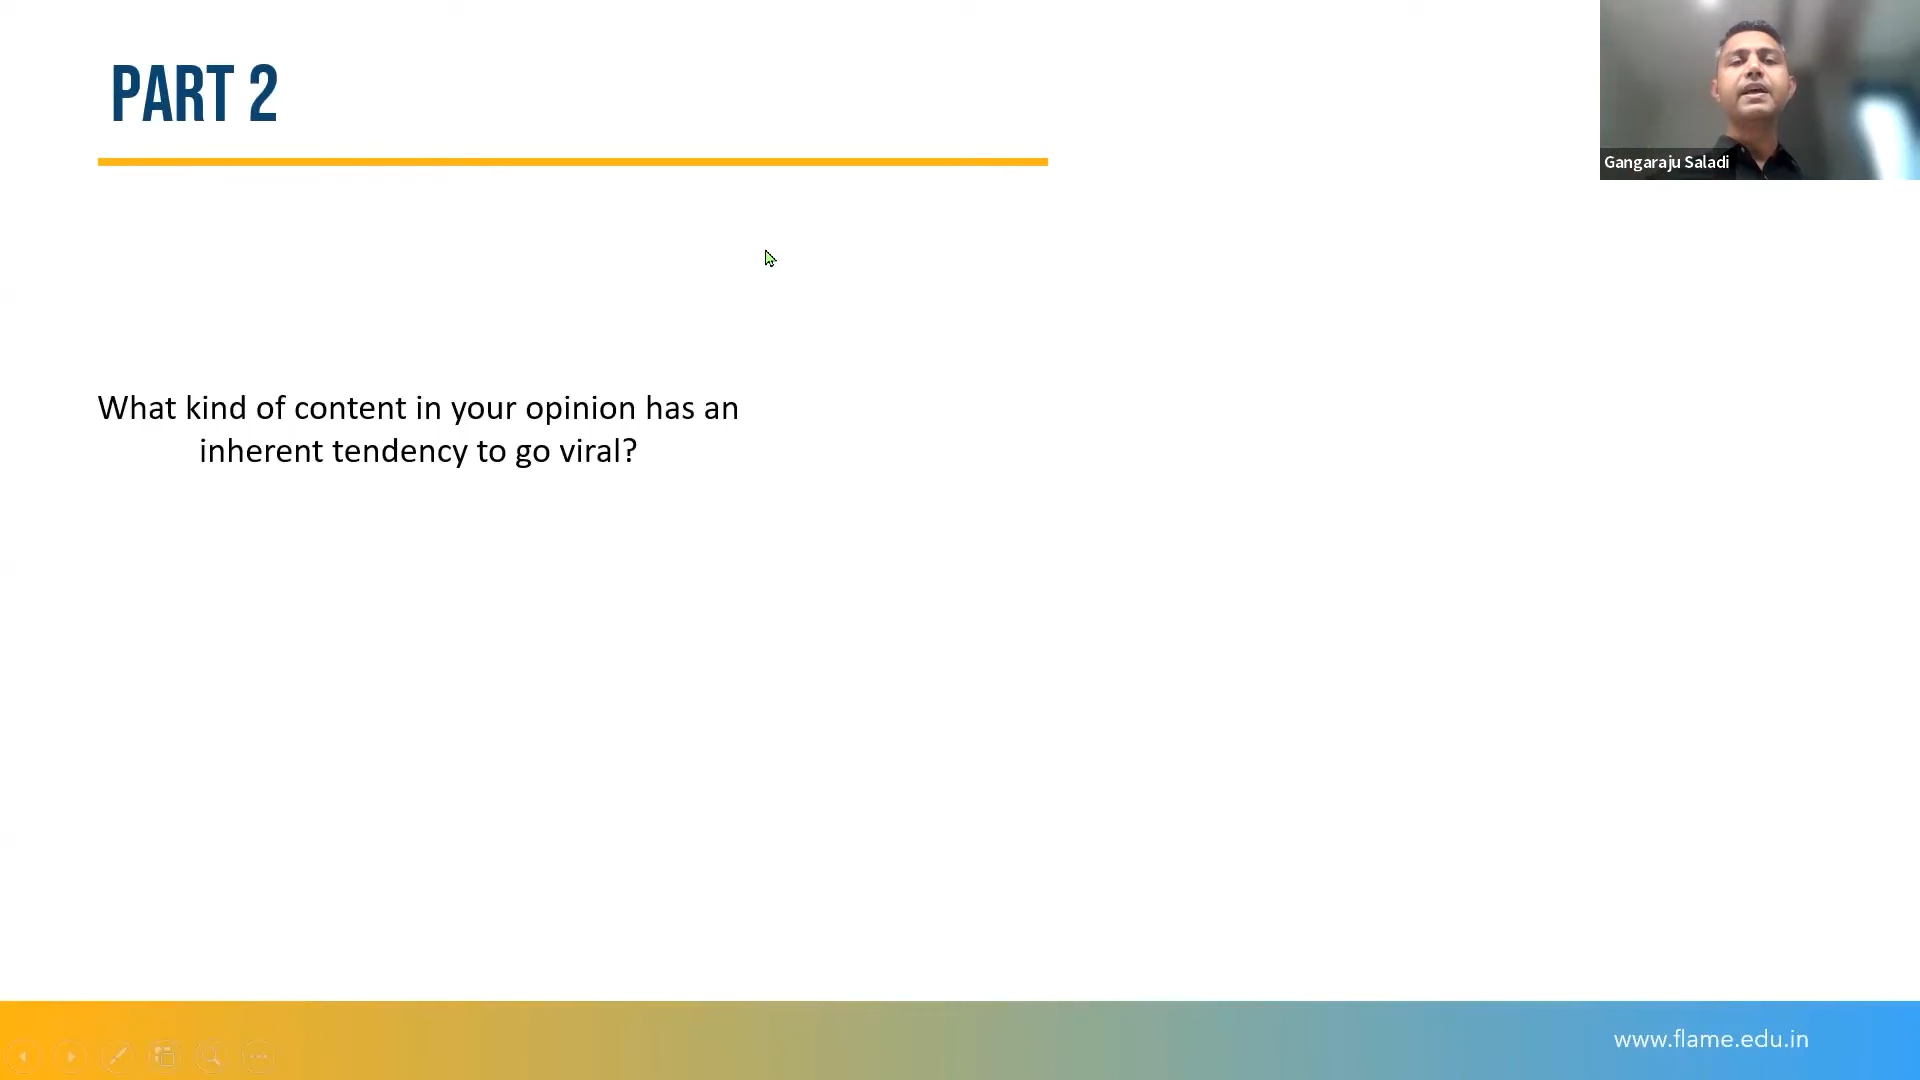 PART 2
Gangaraju Saladi
What kind of content in your opinion has an
inherent tendency to go viral?
www.flame.edu.in